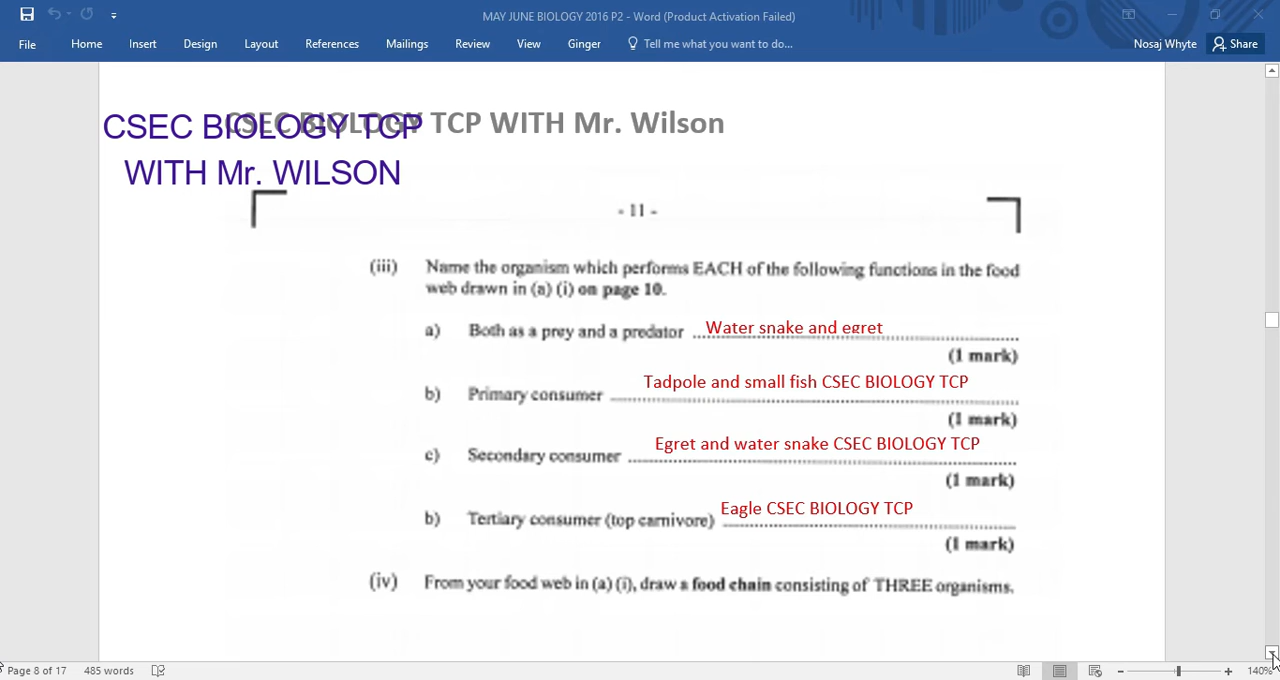 MAY JUNE BIOLOGY 2016 P2 - Word (Product Activation Failed)
File Home Insert Design Layout References Mailings Review View Ginger Tell me what you want to do... Nosaj Whyte Share
CSEC BIOLOGY TCP WITH Mr. Wilson
CSEC BIOLOGY TCP
WITH Mr. WILSON
- 11 -
(iii) Name the organism which performs EACH of the following functions in the food
web drawn in (a) (i) on page 10.
a) Both as a prey and a predator Water snake and egret
(1 mark)
b) Primary consumer Tadpole and small fish CSEC BIOLOGY TCP
(1 mark)
c) Secondary consumer Egret and water snake CSEC BIOLOGY TCP
(1 mark)
b) Tertiary consumer (top carnivore) Eagle CSEC BIOLOGY TCP
(1 mark)
(iv) From your food web in (a) (i), draw a food chain consisting of THREE organisms.
Page 8 of 17 485 words 140%